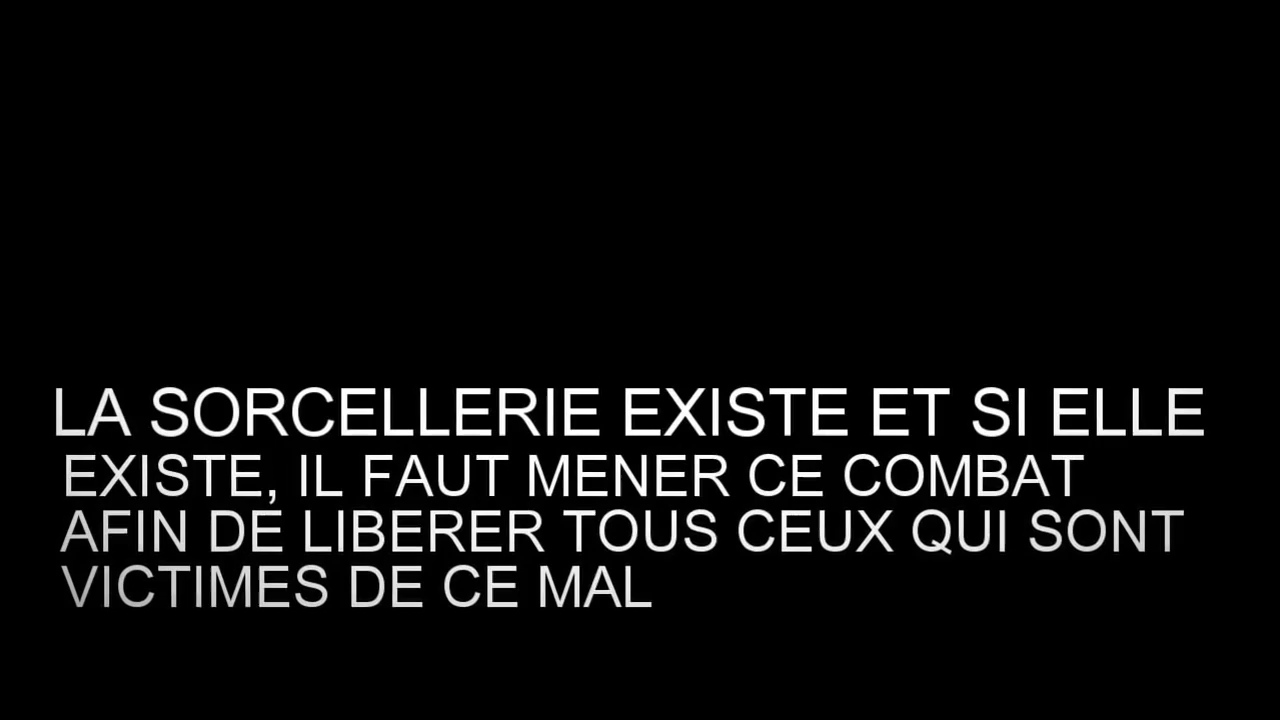 LA SORCELLERIE EXISTE ET SI ELLE
EXISTE, IL FAUT MENER CE COMBAT
AFIN DE LIBERER TOUS CEUX QUI SONT
VICTIMES DE CE MAL